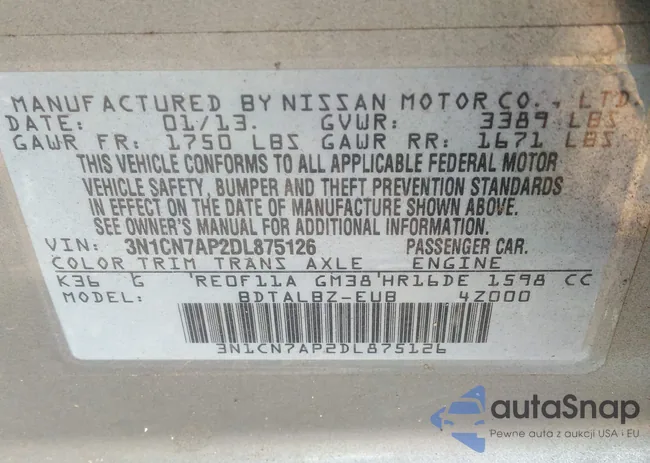 MANUFACTURED BY NISSAN MOTOR CO., LTD.
DATE: 01/13. GVWR: 3389 LBS
GAWR FR: 1750 LBS GAWR RR: 1671 LBS
THIS VEHICLE CONFORMS TO ALL APPLICABLE FEDERAL MOTOR
VEHICLE SAFETY, BUMPER AND THEFT PREVENTION STANDARDS
IN EFFECT ON THE DATE OF MANUFACTURE SHOWN ABOVE.
SEE OWNER'S MANUAL FOR ADDITIONAL INFORMATION.
VIN: 3N1CN7AP2DL875126 PASSENGER CAR.
COLOR TRIM TRANS AXLE ENGINE
K36 G 'RE0F11A GM38'HR16DE 1598 CC
MODEL: BDTALBZ-EUB 4Z000
3N1CN7AP2DL875126
autaSnap
Pewne auta z aukcji USA i EU